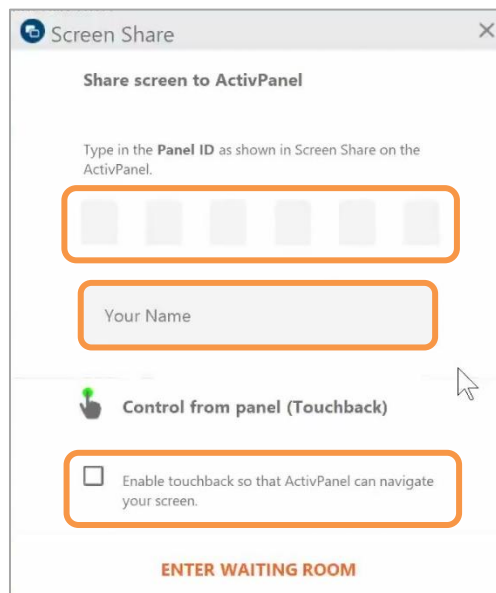 Screen Share
Share screen to ActivPanel
Type in the Panel ID as shown in Screen Share on the
ActivPanel.
Your Name
Control from panel (Touchback)
Enable touchback so that ActivPanel can navigate
your screen.
ENTER WAITING ROOM